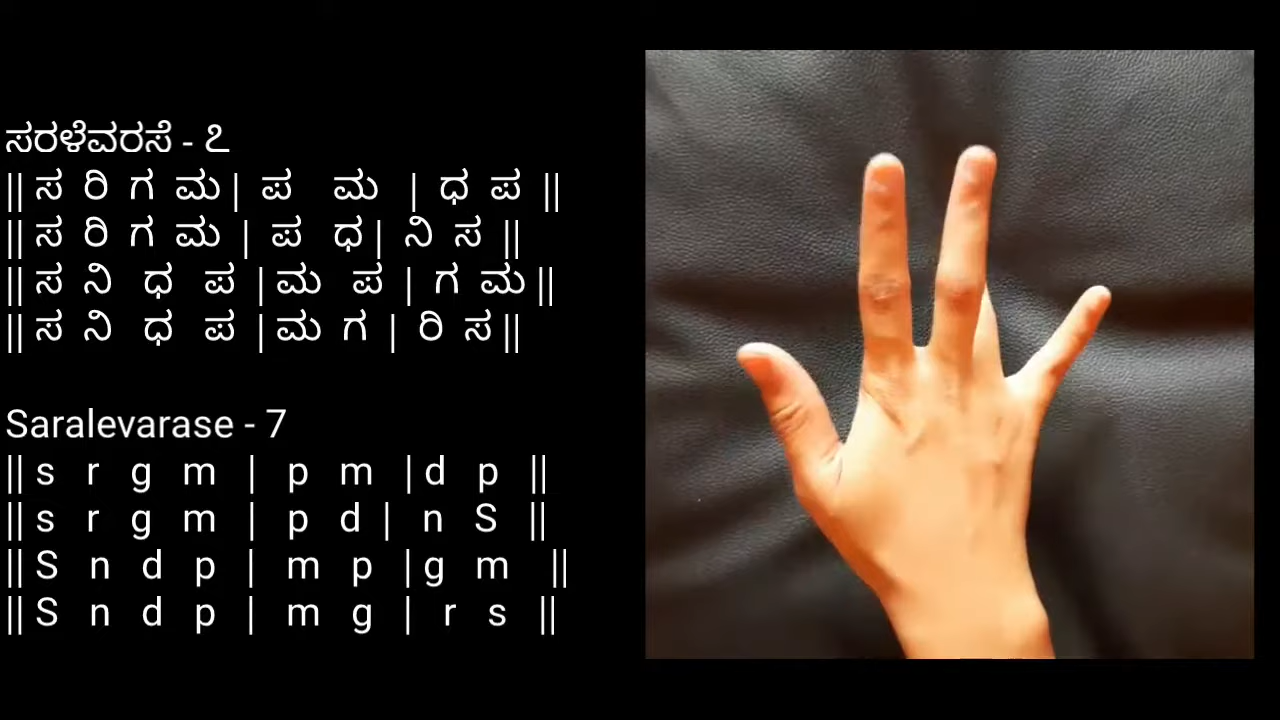 ಸರಳೆವರಸೆ - ೭
|| ಸ ರಿ ಗ ಮ | ಪ ಮ | ಧ ಪ ||
|| ಸ ರಿ ಗ ಮ | ಪ ಧ | ನಿ ಸ ||
|| ಸ ನಿ ಧ ಪ | ಮ ಪ | ಗ ಮ ||
|| ಸ ನಿ ಧ ಪ | ಮ ಗ | ರಿ ಸ ||
Saralevarase - 7
|| s r g m | p m | d p ||
|| s r g m | p d | n S ||
|| S n d p | m p | g m ||
|| S n d p | m g | r s ||